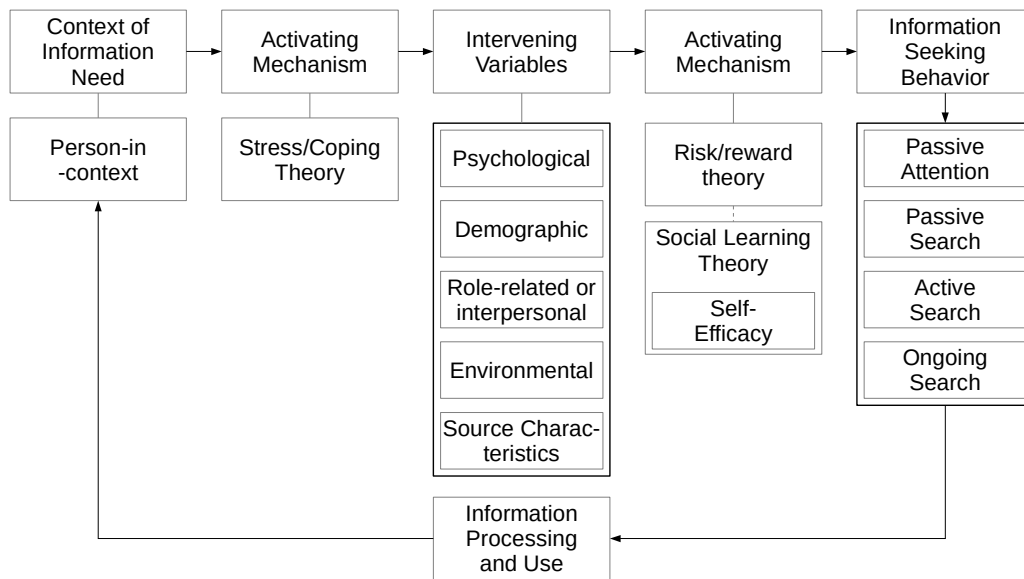 Context of
Information
Need
Activating
Mechanism
Intervening
Variables
Activating
Mechanism
Information
Seeking
Behavior
Person-in
-context
Stress/Coping
Theory
Psychological
Demographic
Role-related or
interpersonal
Environmental
Source Charac-
teristics
Risk/reward
theory
Social Learning
Theory
Self-
Efficacy
Passive
Attention
Passive
Search
Active
Search
Ongoing
Search
Information
Processing
and Use